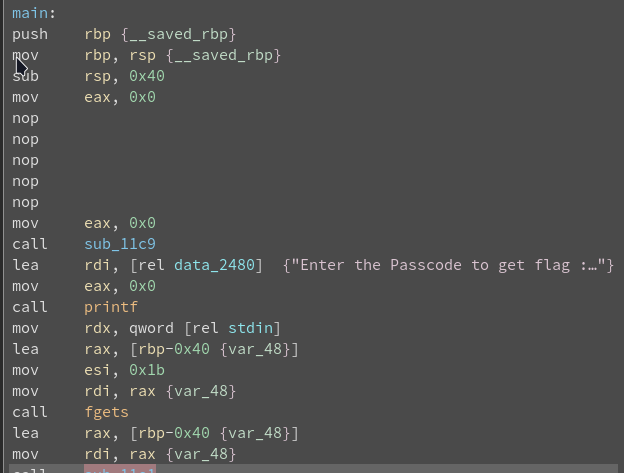 main:
push rbp {__saved_rbp}
mov rbp, rsp {__saved_rbp}
sub rsp, 0x40
mov eax, 0x0
nop
nop
nop
nop
nop
mov eax, 0x0
call sub_11c9
lea rdi, [rel data_2480] {"Enter the Passcode to get flag :…"}
mov eax, 0x0
call printf
mov rdx, qword [rel stdin]
lea rax, [rbp-0x40 {var_48}]
mov esi, 0x1b
mov rdi, rax {var_48}
call fgets
lea rax, [rbp-0x40 {var_48}]
mov rdi, rax {var_48}